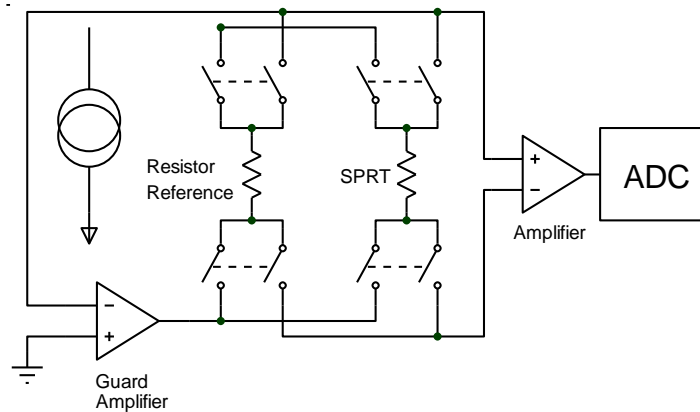 Resistor
Reference
SPRT
+
−
ADC
Amplifier
−
+
Guard
Amplifier